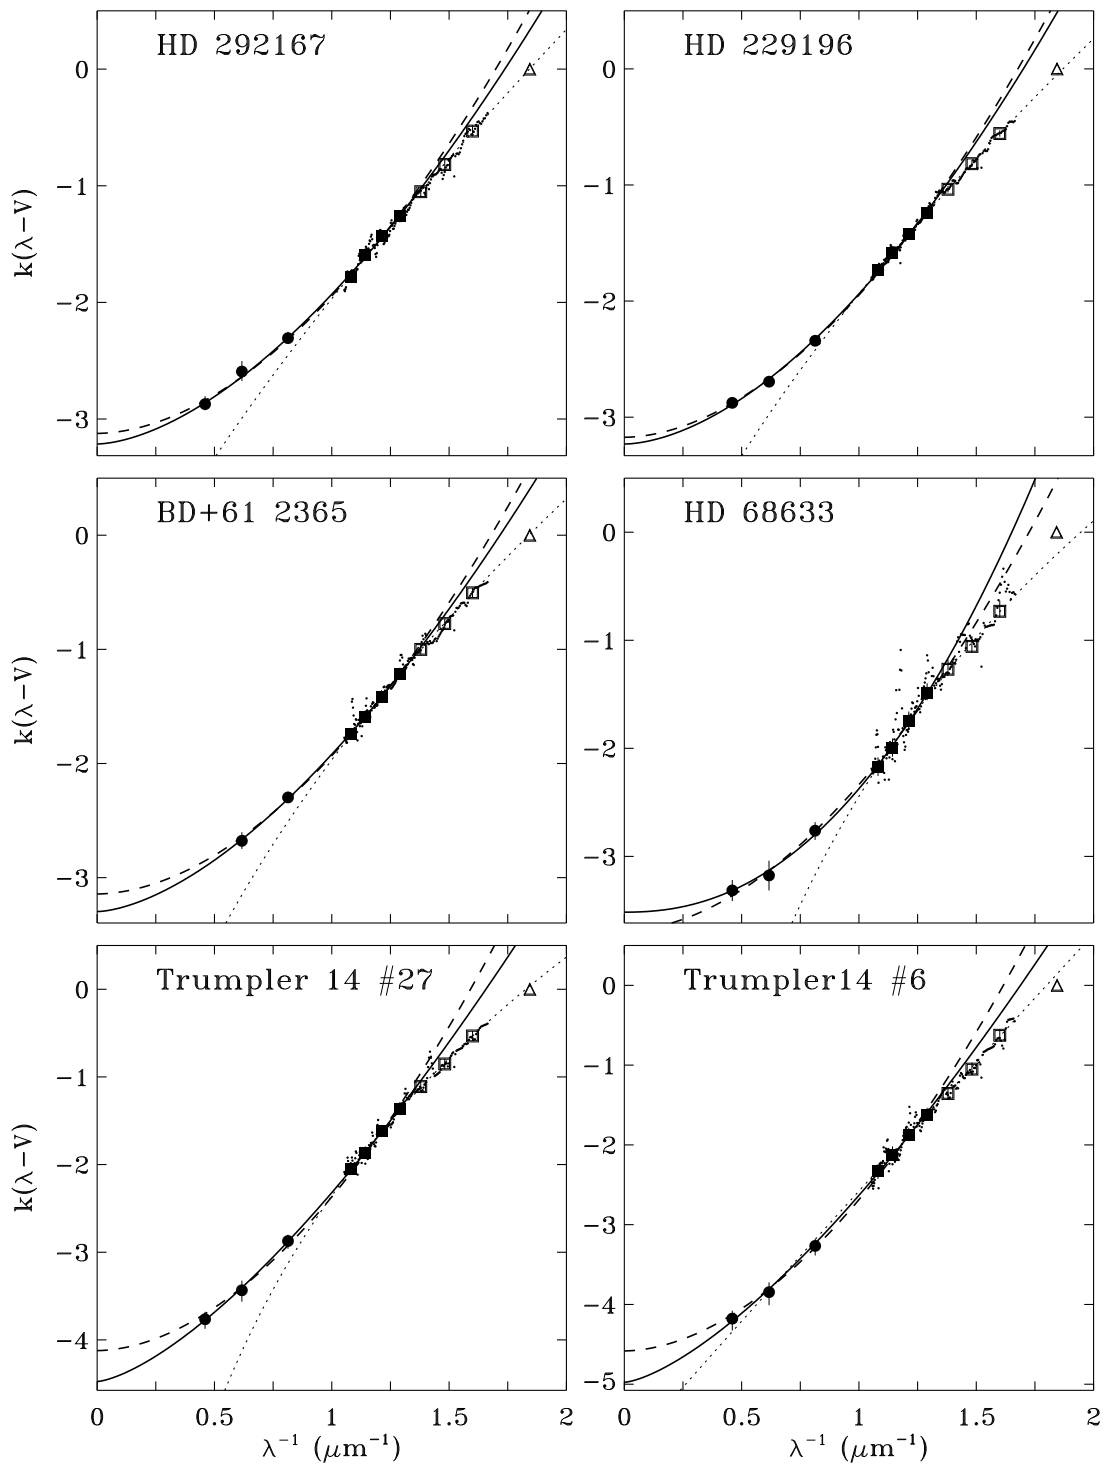 HD 292167
HD 229196
0
−1
−2
−3
k(λ−V)
0
−1
−2
−3
BD+61 2365
HD 68633
0
−1
−2
−3
k(λ−V)
0
−1
−2
−3
Trumpler 14 #27
Trumpler14 #6
0
−1
−2
−3
−4
k(λ−V)
0
−1
−2
−3
−4
−5
0 0.5 1 1.5 2
0 0.5 1 1.5 2
λ⁻¹ (μm⁻¹)
λ⁻¹ (μm⁻¹)